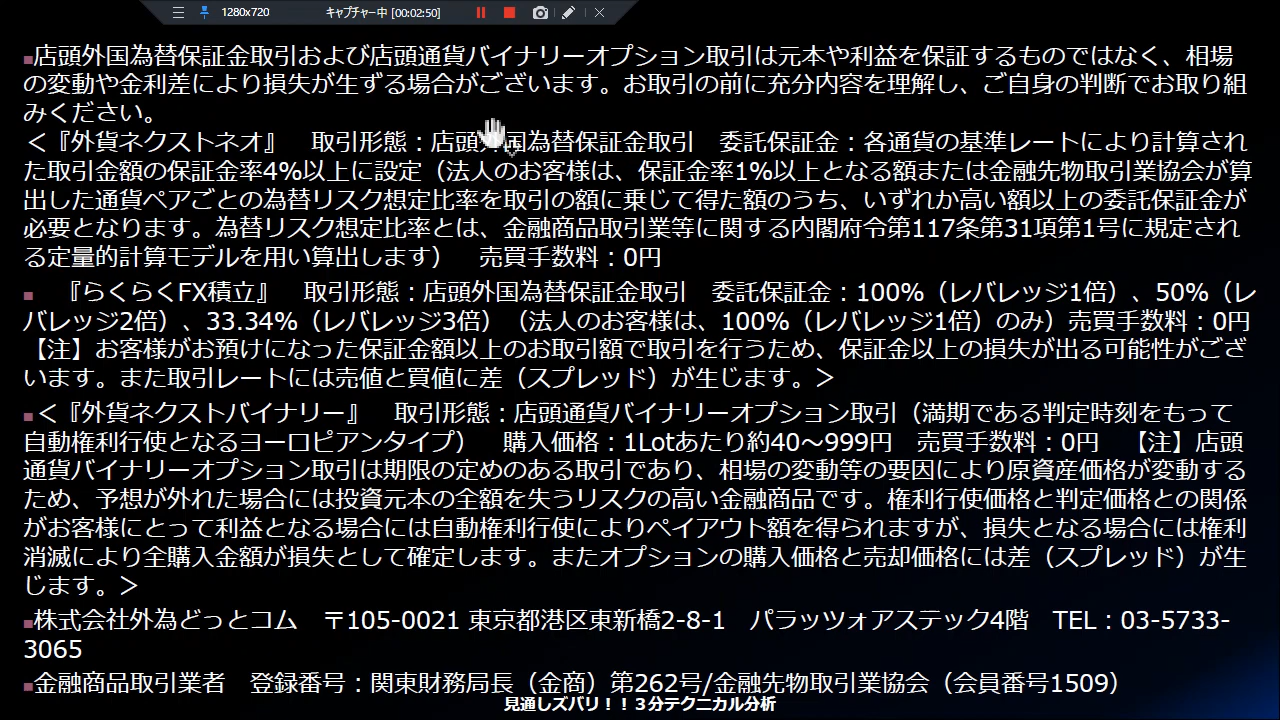 1280x720 キャプチャー中 [00:02:50]
■店頭外国為替保証金取引および店頭通貨バイナリーオプション取引は元本や利益を保証するものではなく、相場
の変動や金利差により損失が生ずる場合がございます。お取引の前に充分内容を理解し、ご自身の判断でお取り組
みください。
＜『外貨ネクストネオ』　取引形態：店頭外国為替保証金取引　委託保証金：各通貨の基準レートにより計算され
た取引金額の保証金率4%以上に設定（法人のお客様は、保証金率1%以上となる額または金融先物取引業協会が算
出した通貨ペアごとの為替リスク想定比率を取引の額に乗じて得た額のうち、いずれか高い額以上の委託保証金が
必要となります。為替リスク想定比率とは、金融商品取引業等に関する内閣府令第117条第31項第1号に規定され
る定量的計算モデルを用い算出します）　売買手数料：0円
■　『らくらくFX積立』　取引形態：店頭外国為替保証金取引　委託保証金：100%（レバレッジ1倍）、50%（レ
バレッジ2倍）、33.34%（レバレッジ3倍）（法人のお客様は、100%（レバレッジ1倍）のみ）売買手数料：0円
【注】お客様がお預けになった保証金額以上のお取引額で取引を行うため、保証金以上の損失が出る可能性がござ
います。また取引レートには売値と買値に差（スプレッド）が生じます。＞
■＜『外貨ネクストバイナリー』　取引形態：店頭通貨バイナリーオプション取引（満期である判定時刻をもって
自動権利行使となるヨーロピアンタイプ）　購入価格：1Lotあたり約40～999円　売買手数料：0円　【注】店頭
通貨バイナリーオプション取引は期限の定めのある取引であり、相場の変動等の要因により原資産価格が変動する
ため、予想が外れた場合には投資元本の全額を失うリスクの高い金融商品です。権利行使価格と判定価格との関係
がお客様にとって利益となる場合には自動権利行使によりペイアウト額を得られますが、損失となる場合には権利
消滅により全購入金額が損失として確定します。またオプションの購入価格と売却価格には差（スプレッド）が生
じます。＞
■株式会社外為どっとコム　〒105-0021 東京都港区東新橋2-8-1　パラッツォアステック4階　TEL：03-5733-
3065
■金融商品取引業者　登録番号：関東財務局長（金商）第262号/金融先物取引業協会（会員番号1509）
見通しズバリ！！３分テクニカル分析